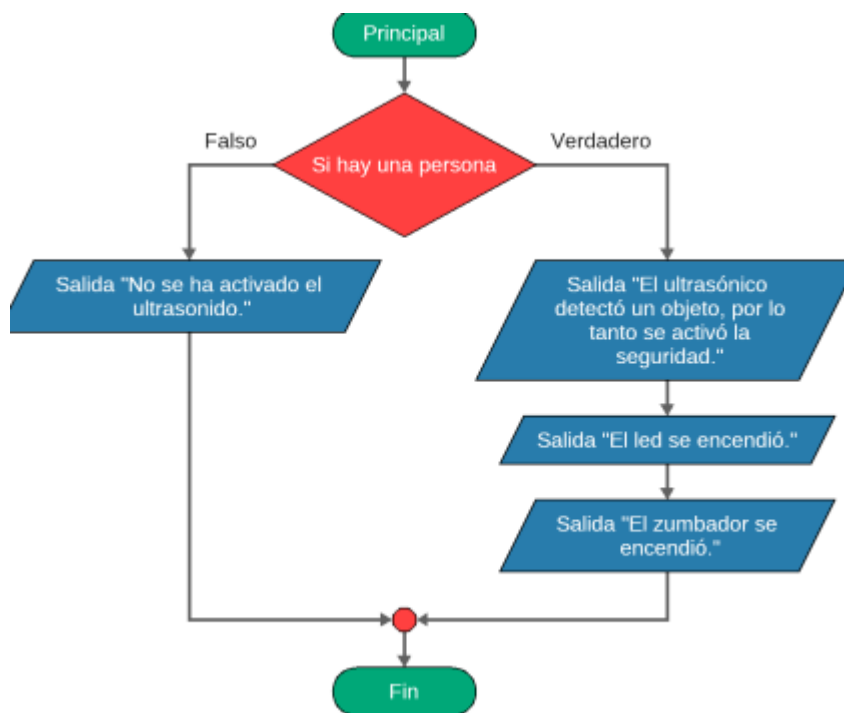 Principal
Falso
Verdadero
Si hay una persona
Salida "No se ha activado el
ultrasonido."
Salida "El ultrasónico
detectó un objeto, por lo
tanto se activó la
seguridad."
Salida "El led se encendió."
Salida "El zumbador se
encendió."
Fin